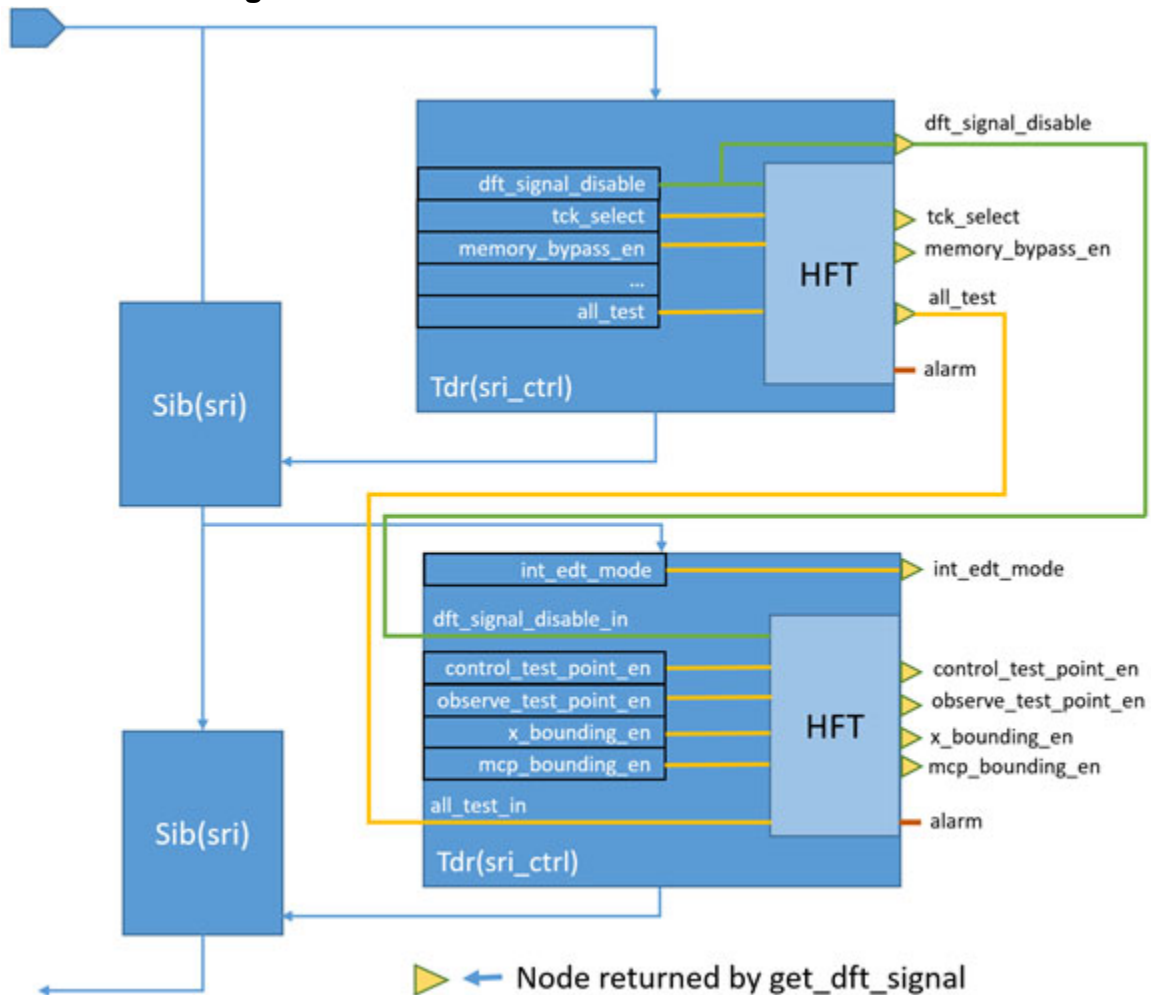 dft_signal_disable
dft_signal_disable
tck_select
tck_select
memory_bypass_en
memory_bypass_en
HFT
...
all_test
all_test
alarm
Tdr(sri_ctrl)
Sib(sri)
int_edt_mode
int_edt_mode
dft_signal_disable_in
control_test_point_en
control_test_point_en
observe_test_point_en
observe_test_point_en
HFT
x_bounding_en
x_bounding_en
mcp_bounding_en
mcp_bounding_en
all_test_in
alarm
Sib(sri)
Tdr(sri_ctrl)
Node returned by get_dft_signal